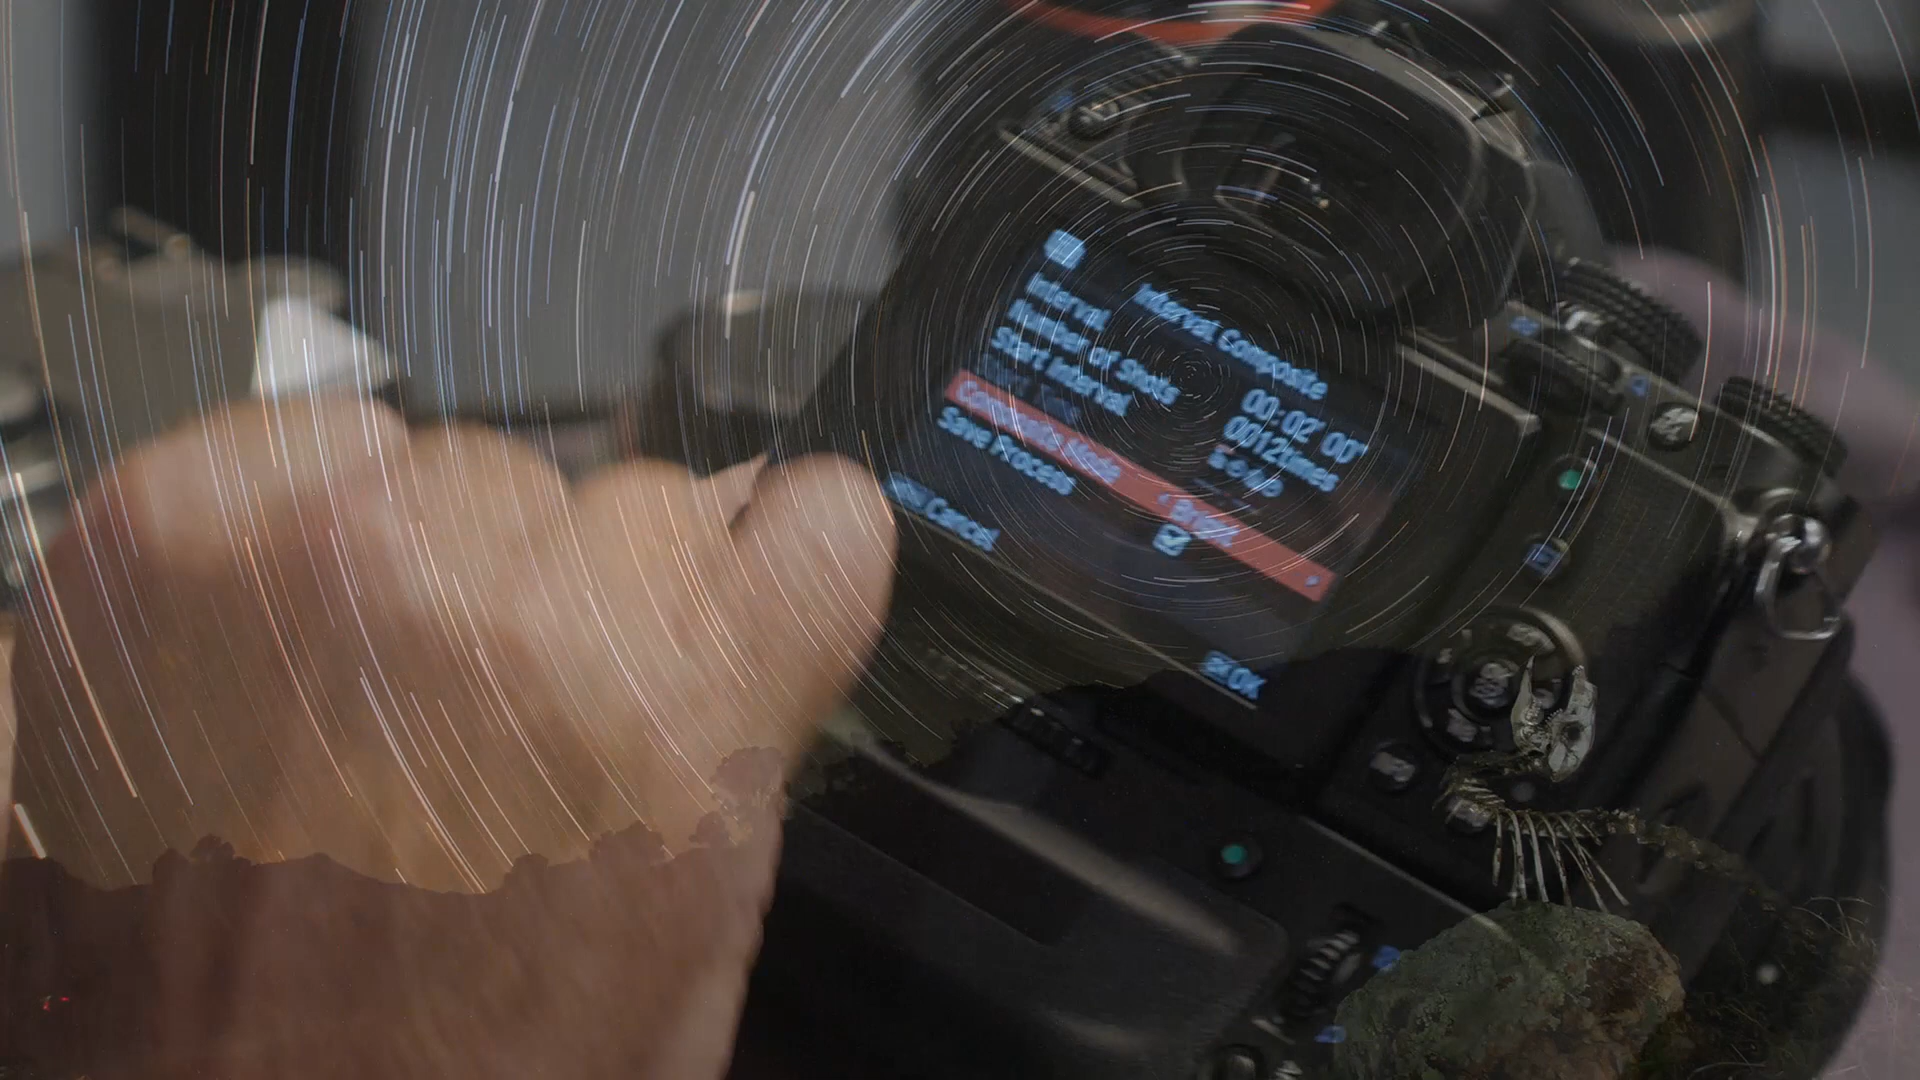 Interval Composite
Interval 00:02'00"
Number of Shots 0012times
Start Interval
Composite Mode Bright
Save Process
Cancel
OK